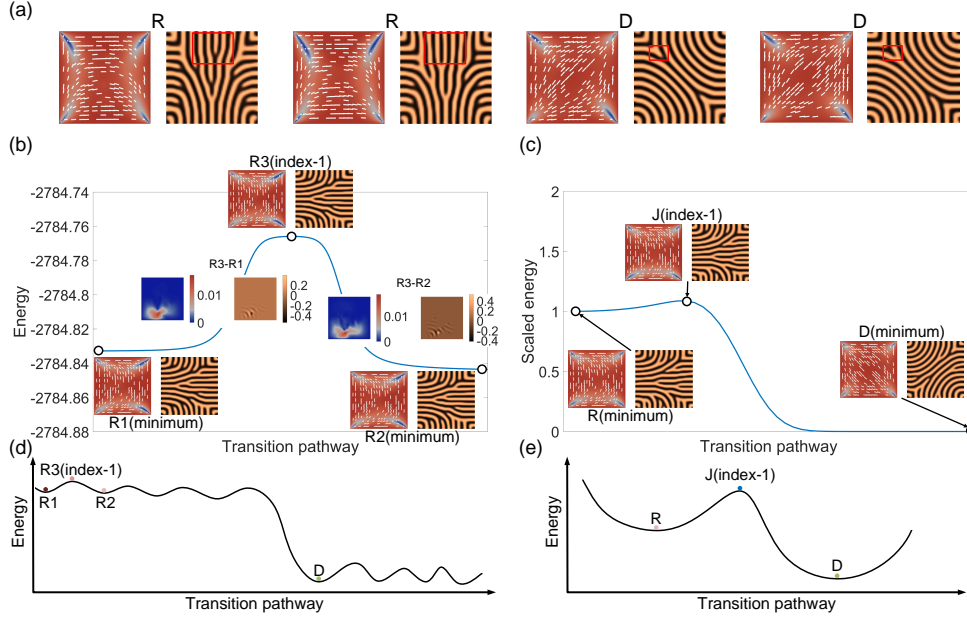 (a)
R
R
D
D
(b)
(c)
Energy
-2784.74
-2784.76
-2784.78
-2784.8
-2784.82
-2784.84
-2784.86
-2784.88
R3(index-1)
R3-R1
0.01
0
0.2
0
-0.2
-0.4
R3-R2
0.01
0
0.4
0.2
0
-0.2
-0.4
R1(minimum)
R2(minimum)
Transition pathway
Scaled energy
2
1.5
1
0.5
0
J(index-1)
R(minimum)
D(minimum)
Transition pathway
(d)
Energy
R3(index-1)
R1
R2
D
Transition pathway
(e)
Energy
J(index-1)
R
D
Transition pathway